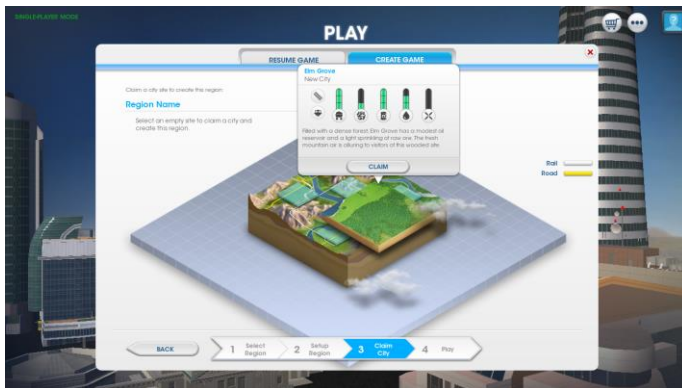 SINGLE-PLAYER MODE
PLAY
RESUME GAME
CREATE GAME
Elm Grove
New City
Claim a city site to create the region.
Region Name
Select an empty site to claim a city and
create this region.
Filled with a dense forest, Elm Grove has a modest oil
reservoir and a light sprinkling of raw ore. The fresh
mountain air is alluring to visitors of this wooded site.
CLAIM
Rail
Road
BACK
1 Select
Region
2 Setup
Region
3 Claim
City
4 Play